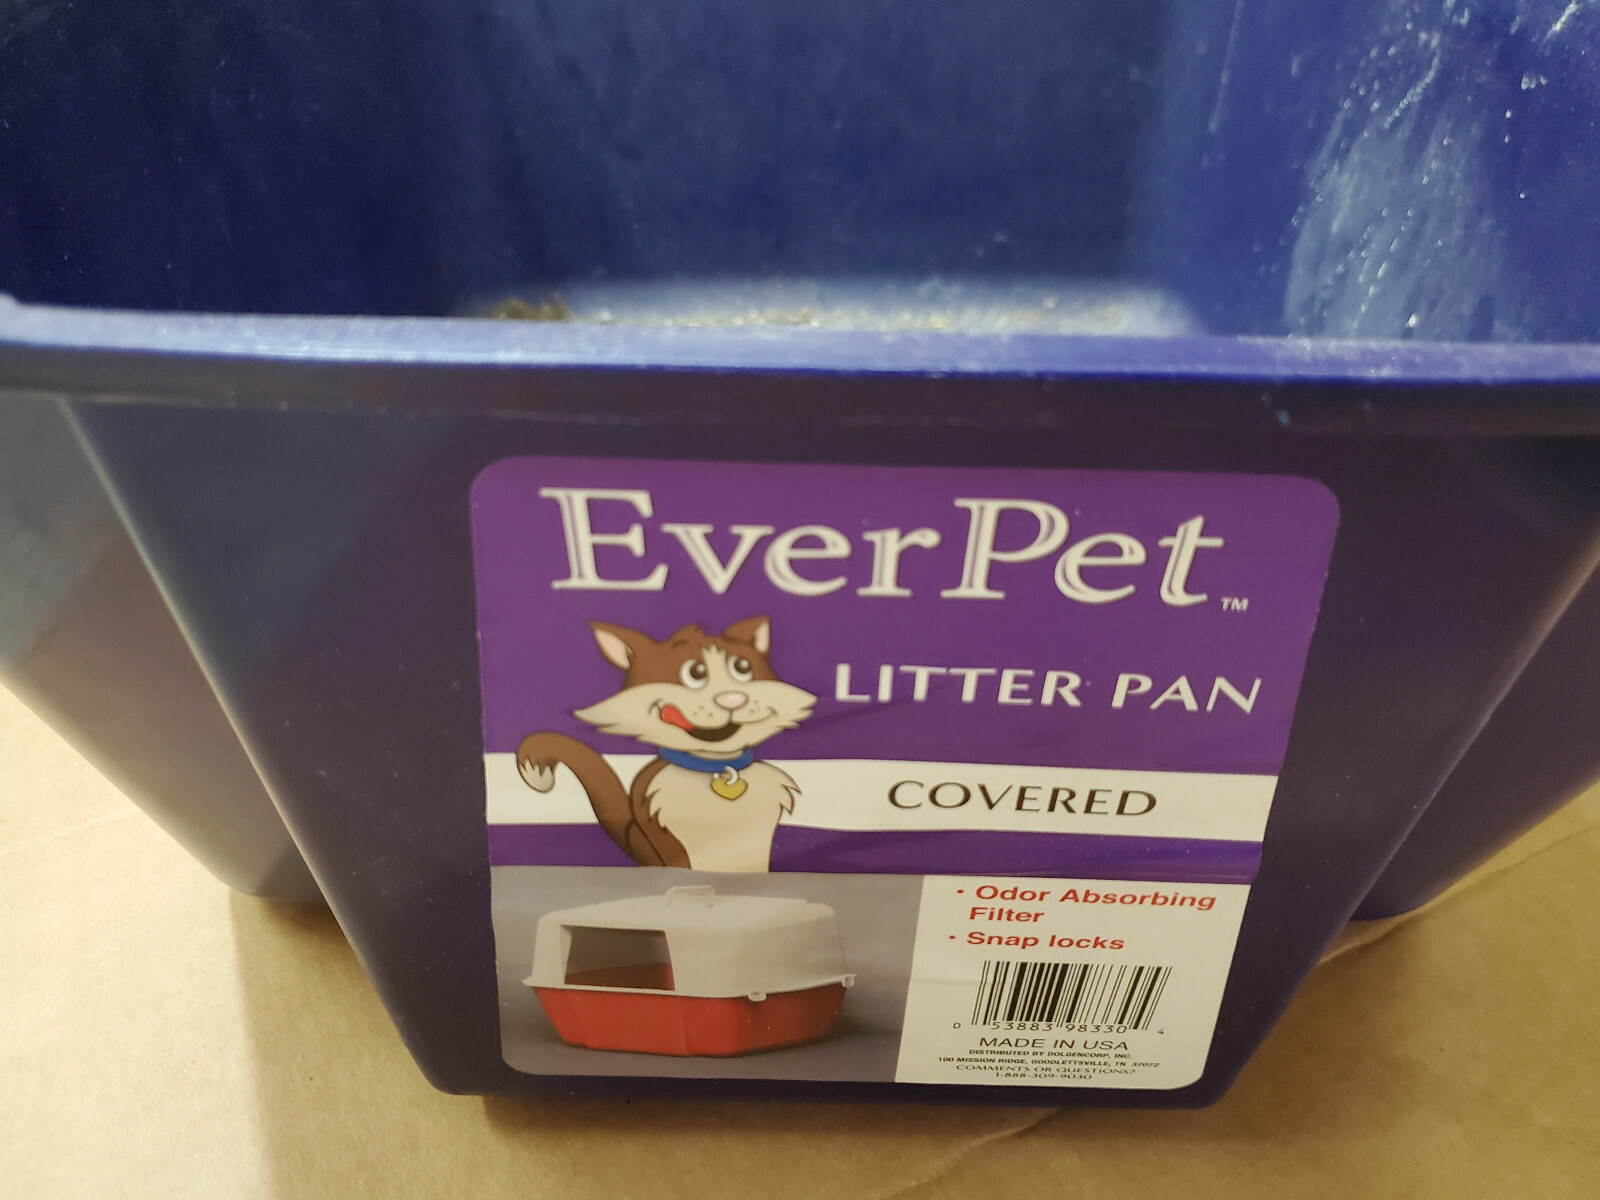 EverPet™
LITTER PAN
COVERED
• Odor Absorbing
Filter
• Snap locks
0 53883 98330 4
MADE IN USA
DISTRIBUTED BY DOLGENCORP, INC.
100 MISSION RIDGE, GOODLETTSVILLE, TN 37072
COMMENTS OR QUESTIONS?
1-888-309-9030